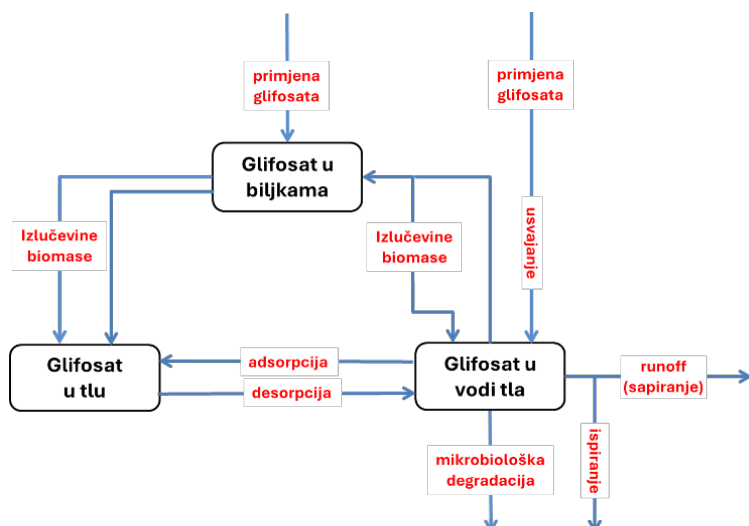 primjena
glifosata
primjena
glifosata
Glifosat u
biljkama
Izlučevine
biomase
Izlučevine
biomase
usvajanje
Glifosat
u tlu
adsorpcija
desorpcija
Glifosat u
vodi tla
runoff
(sapiranje)
mikrobiološka
degradacija
ispiranje